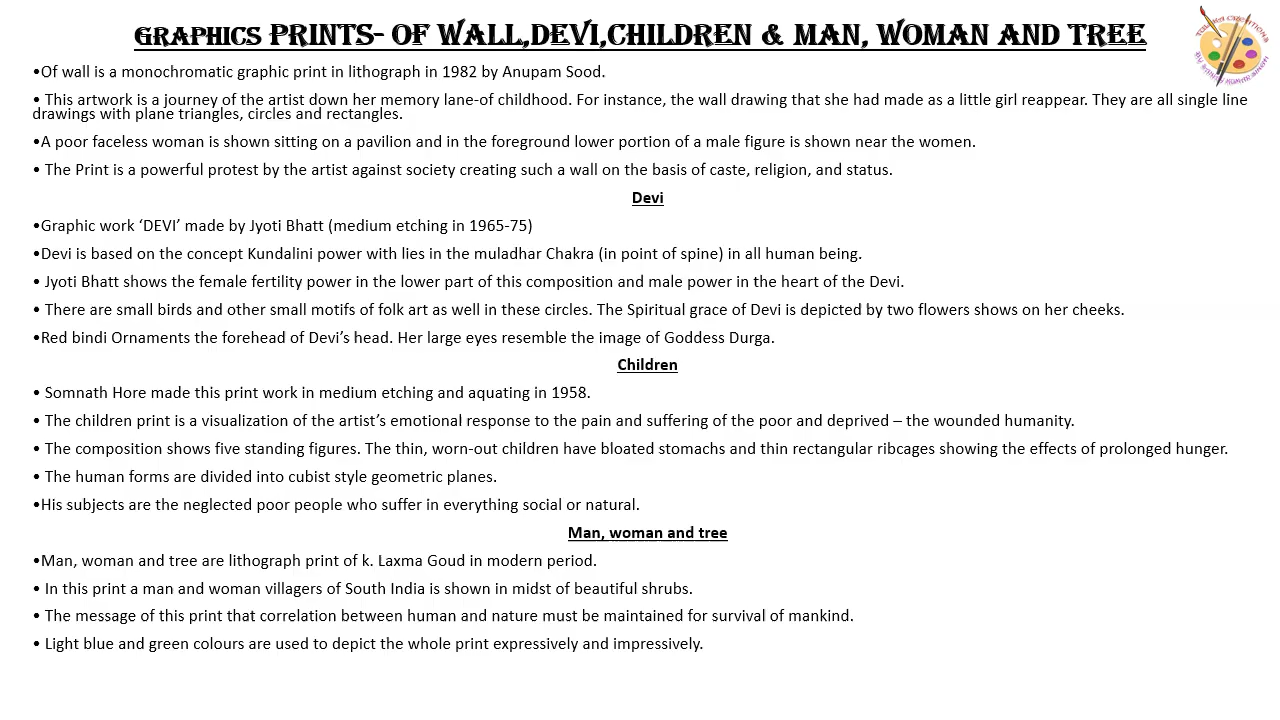 GRAPHICS PRINTS- OF WALL,DEVI,CHILDREN & MAN, WOMAN AND TREE
•Of wall is a monochromatic graphic print in lithograph in 1982 by Anupam Sood.
• This artwork is a journey of the artist down her memory lane-of childhood. For instance, the wall drawing that she had made as a little girl reappear. They are all single line
drawings with plane triangles, circles and rectangles.
•A poor faceless woman is shown sitting on a pavilion and in the foreground lower portion of a male figure is shown near the women.
• The Print is a powerful protest by the artist against society creating such a wall on the basis of caste, religion, and status.
Devi
•Graphic work ‘DEVI’ made by Jyoti Bhatt (medium etching in 1965-75)
•Devi is based on the concept Kundalini power with lies in the muladhar Chakra (in point of spine) in all human being.
• Jyoti Bhatt shows the female fertility power in the lower part of this composition and male power in the heart of the Devi.
• There are small birds and other small motifs of folk art as well in these circles. The Spiritual grace of Devi is depicted by two flowers shows on her cheeks.
•Red bindi Ornaments the forehead of Devi’s head. Her large eyes resemble the image of Goddess Durga.
Children
• Somnath Hore made this print work in medium etching and aquating in 1958.
• The children print is a visualization of the artist’s emotional response to the pain and suffering of the poor and deprived – the wounded humanity.
• The composition shows five standing figures. The thin, worn-out children have bloated stomachs and thin rectangular ribcages showing the effects of prolonged hunger.
• The human forms are divided into cubist style geometric planes.
•His subjects are the neglected poor people who suffer in everything social or natural.
Man, woman and tree
•Man, woman and tree are lithograph print of k. Laxma Goud in modern period.
• In this print a man and woman villagers of South India is shown in midst of beautiful shrubs.
• The message of this print that correlation between human and nature must be maintained for survival of mankind.
• Light blue and green colours are used to depict the whole print expressively and impressively.